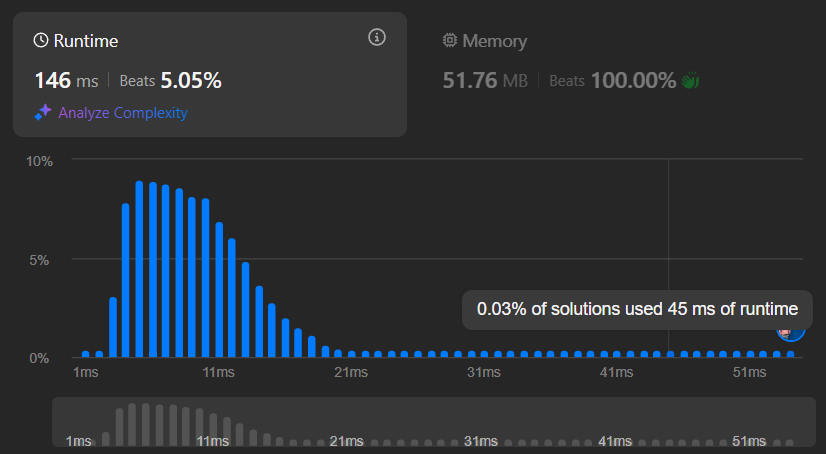 Runtime
146 ms Beats 5.05%
Analyze Complexity
Memory
51.76 MB Beats 100.00%
10%
5%
0%
0.03% of solutions used 45 ms of runtime
1ms 11ms 21ms 31ms 41ms 51ms
1ms 11ms 21ms 31ms 41ms 51ms